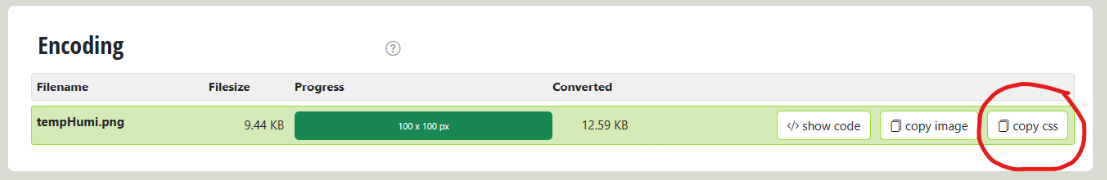 Encoding ?
Filename Filesize Progress Converted
tempHumi.png 9.44 KB 100 x 100 px 12.59 KB </> show code copy image copy css